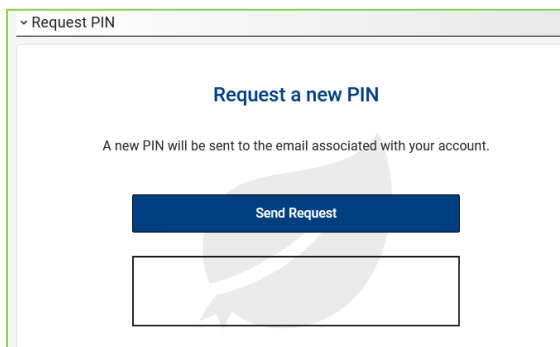 Request PIN
Request a new PIN
A new PIN will be sent to the email associated with your account.
Send Request